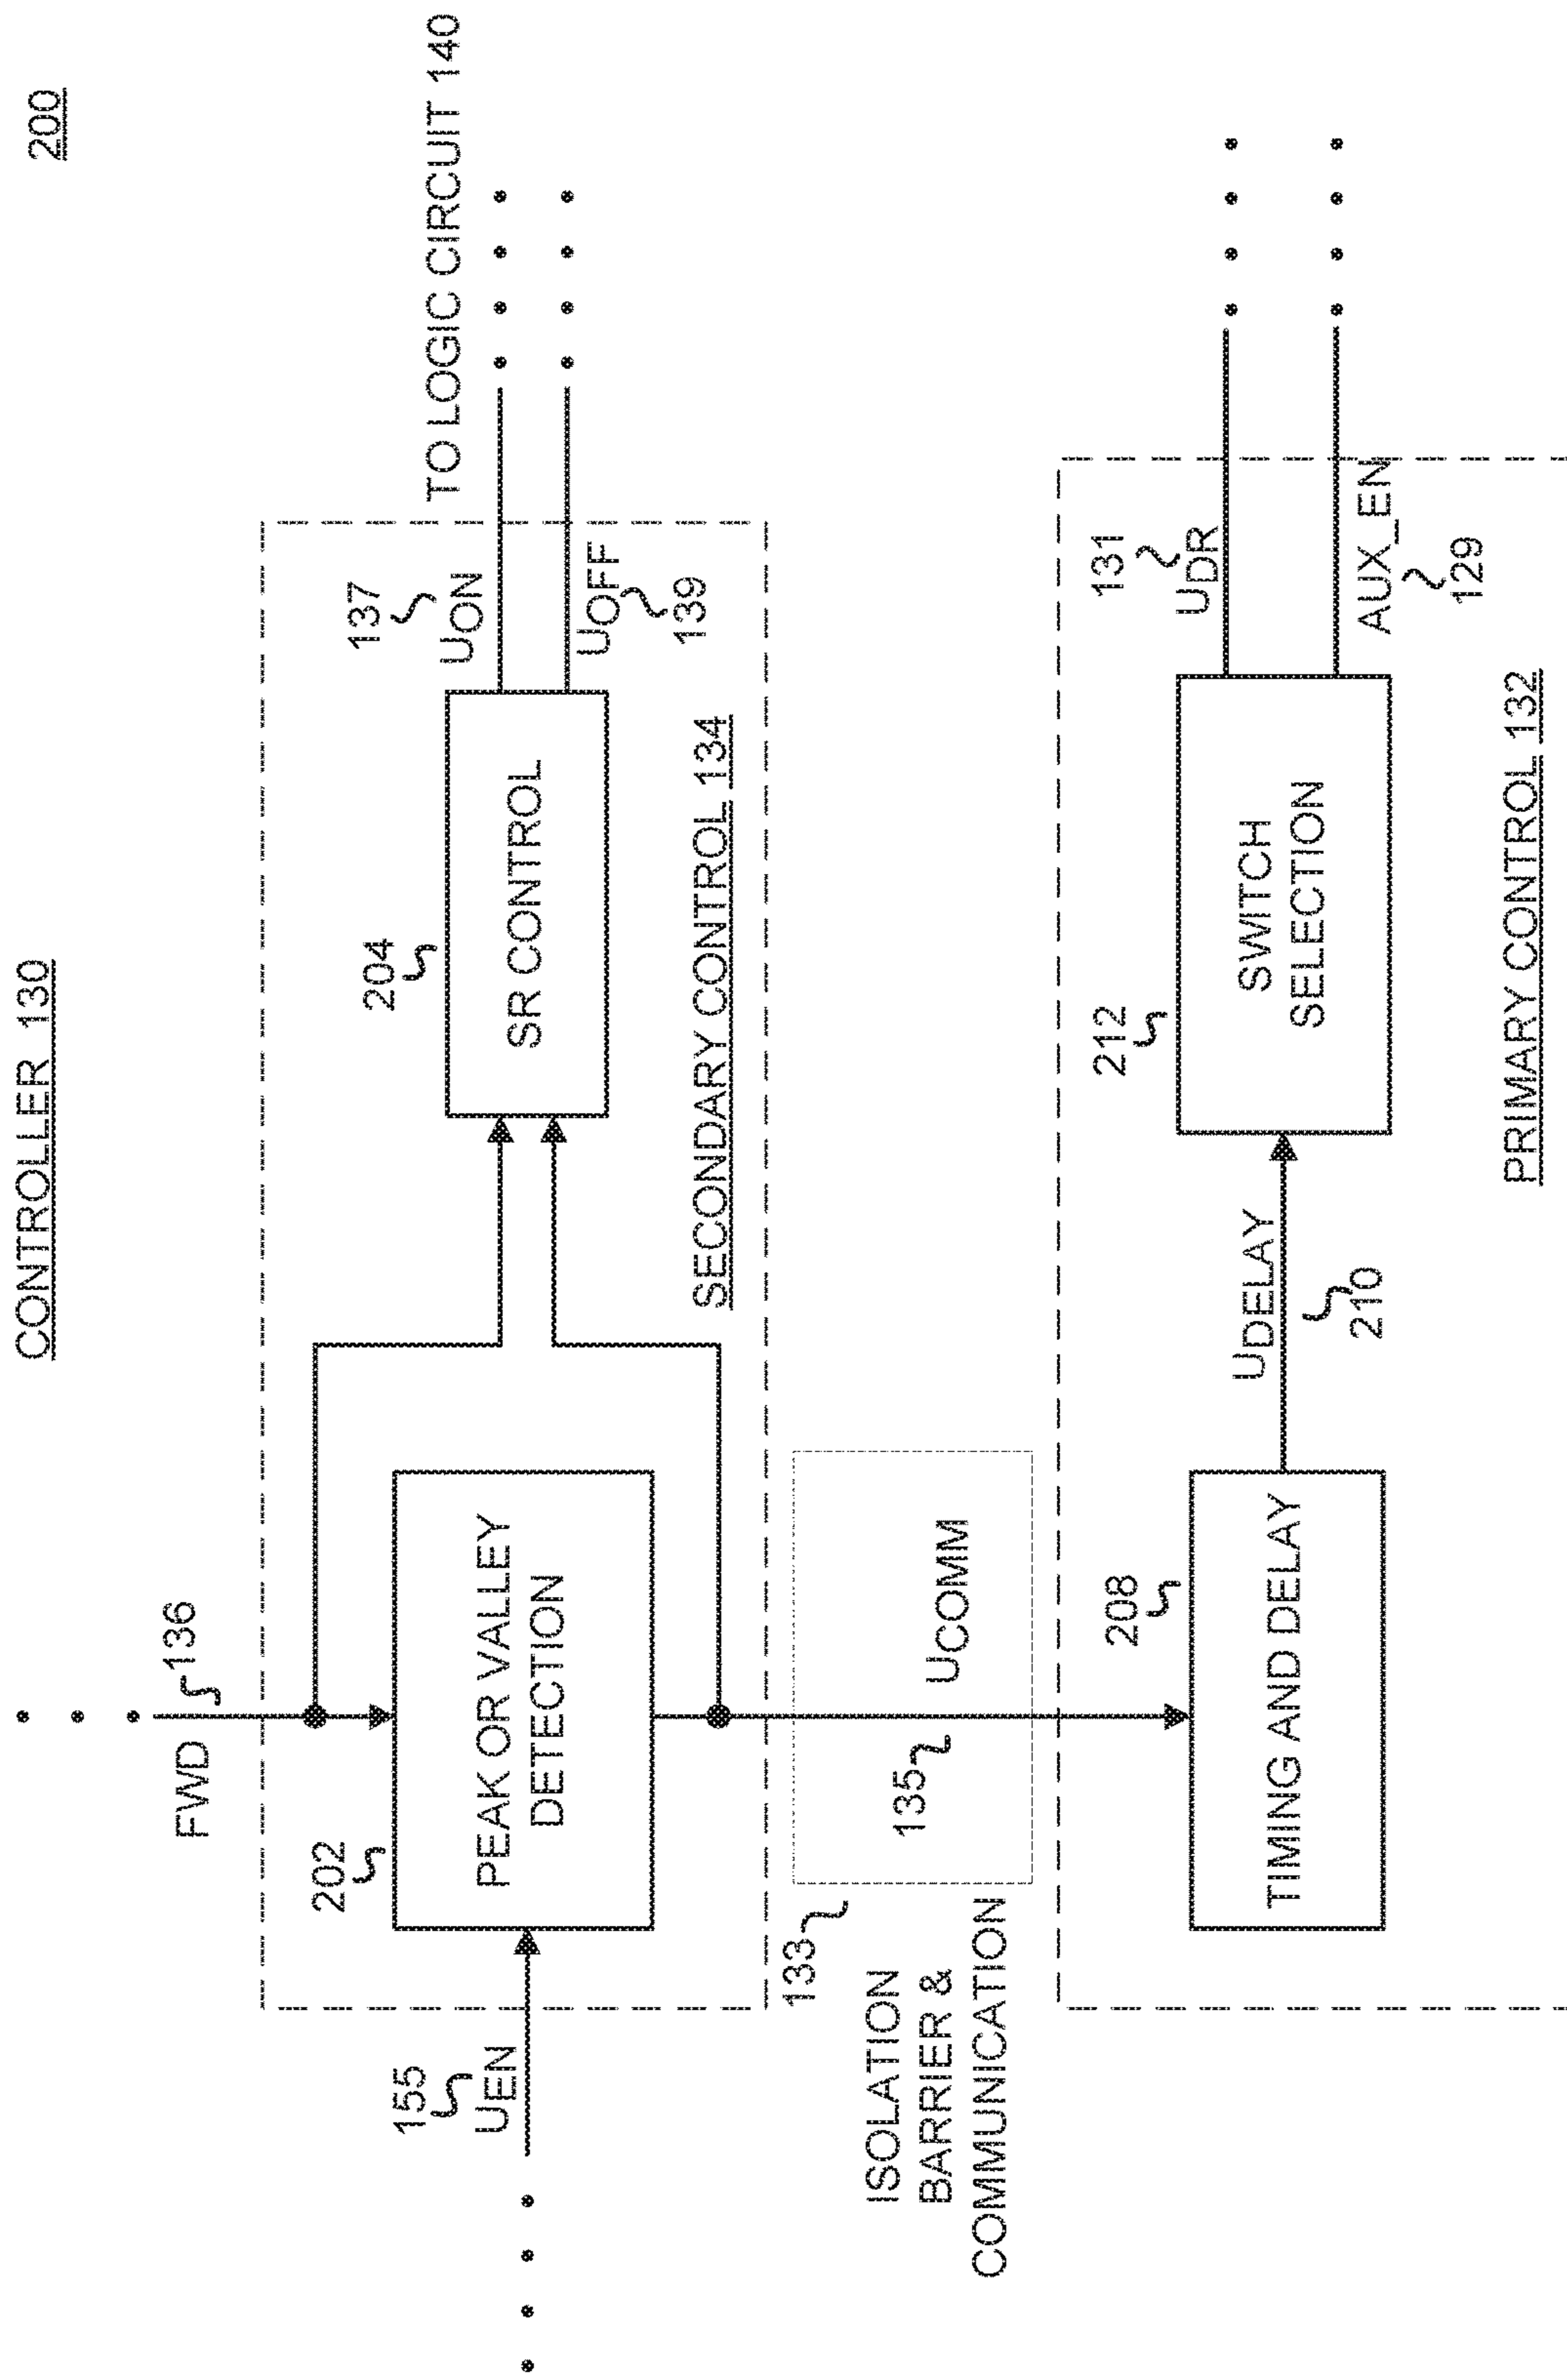 200
CONTROLLER 130
FWD 136
TO LOGIC CIRCUIT 140
155
UEN
202
PEAK OR VALLEY
DETECTION
204
SR CONTROL
137
UON
UOFF
139
SECONDARY CONTROL 134
133
ISOLATION
BARRIER &
COMMUNICATION
135
UCOMM
208
TIMING AND DELAY
UDELAY
210
212
SWITCH
SELECTION
131
UDR
AUX_EN
129
PRIMARY CONTROL 132